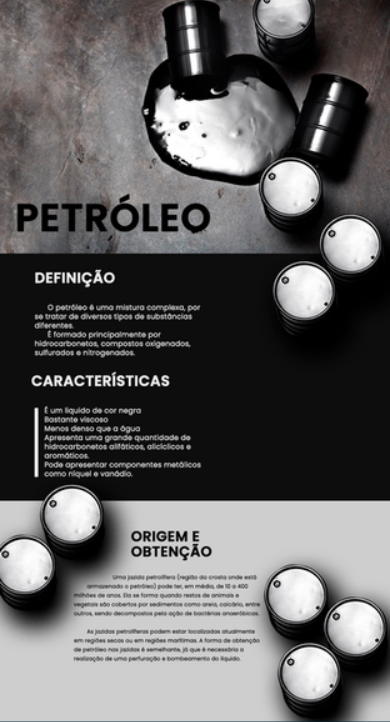 PETRÓLEO
DEFINIÇÃO
O petróleo é uma mistura complexa, por
se tratar de diversos tipos de substâncias
diferentes.
É formado principalmente por
hidrocarbonetos, compostos oxigenados,
sulfurados e nitrogenados.
CARACTERÍSTICAS
É um líquido de cor negra
Bastante viscoso
Menos denso que a água
Apresenta uma grande quantidade de
hidrocarbonetos alifáticos, alicíclicos e
aromáticos.
Pode apresentar componentes metálicos
como níquel e vanádio.
ORIGEM E
OBTENÇÃO
Uma jazida petrolífera (região da crosta onde está
armazenado o petróleo) pode ter, em média, de 10 a 400
milhões de anos. Ela se forma quando restos de animais e
vegetais são cobertos por sedimentos como areia, calcário, entre
outros, sendo decompostos pela ação de bactérias anaeróbicas.
As jazidas petrolíferas podem estar localizadas atualmente
em regiões secas ou em regiões marítimas. A forma de obtenção
de petróleo nas jazidas é semelhante, já que é necessária a
realização de uma perfuração e bombeamento do líquido.